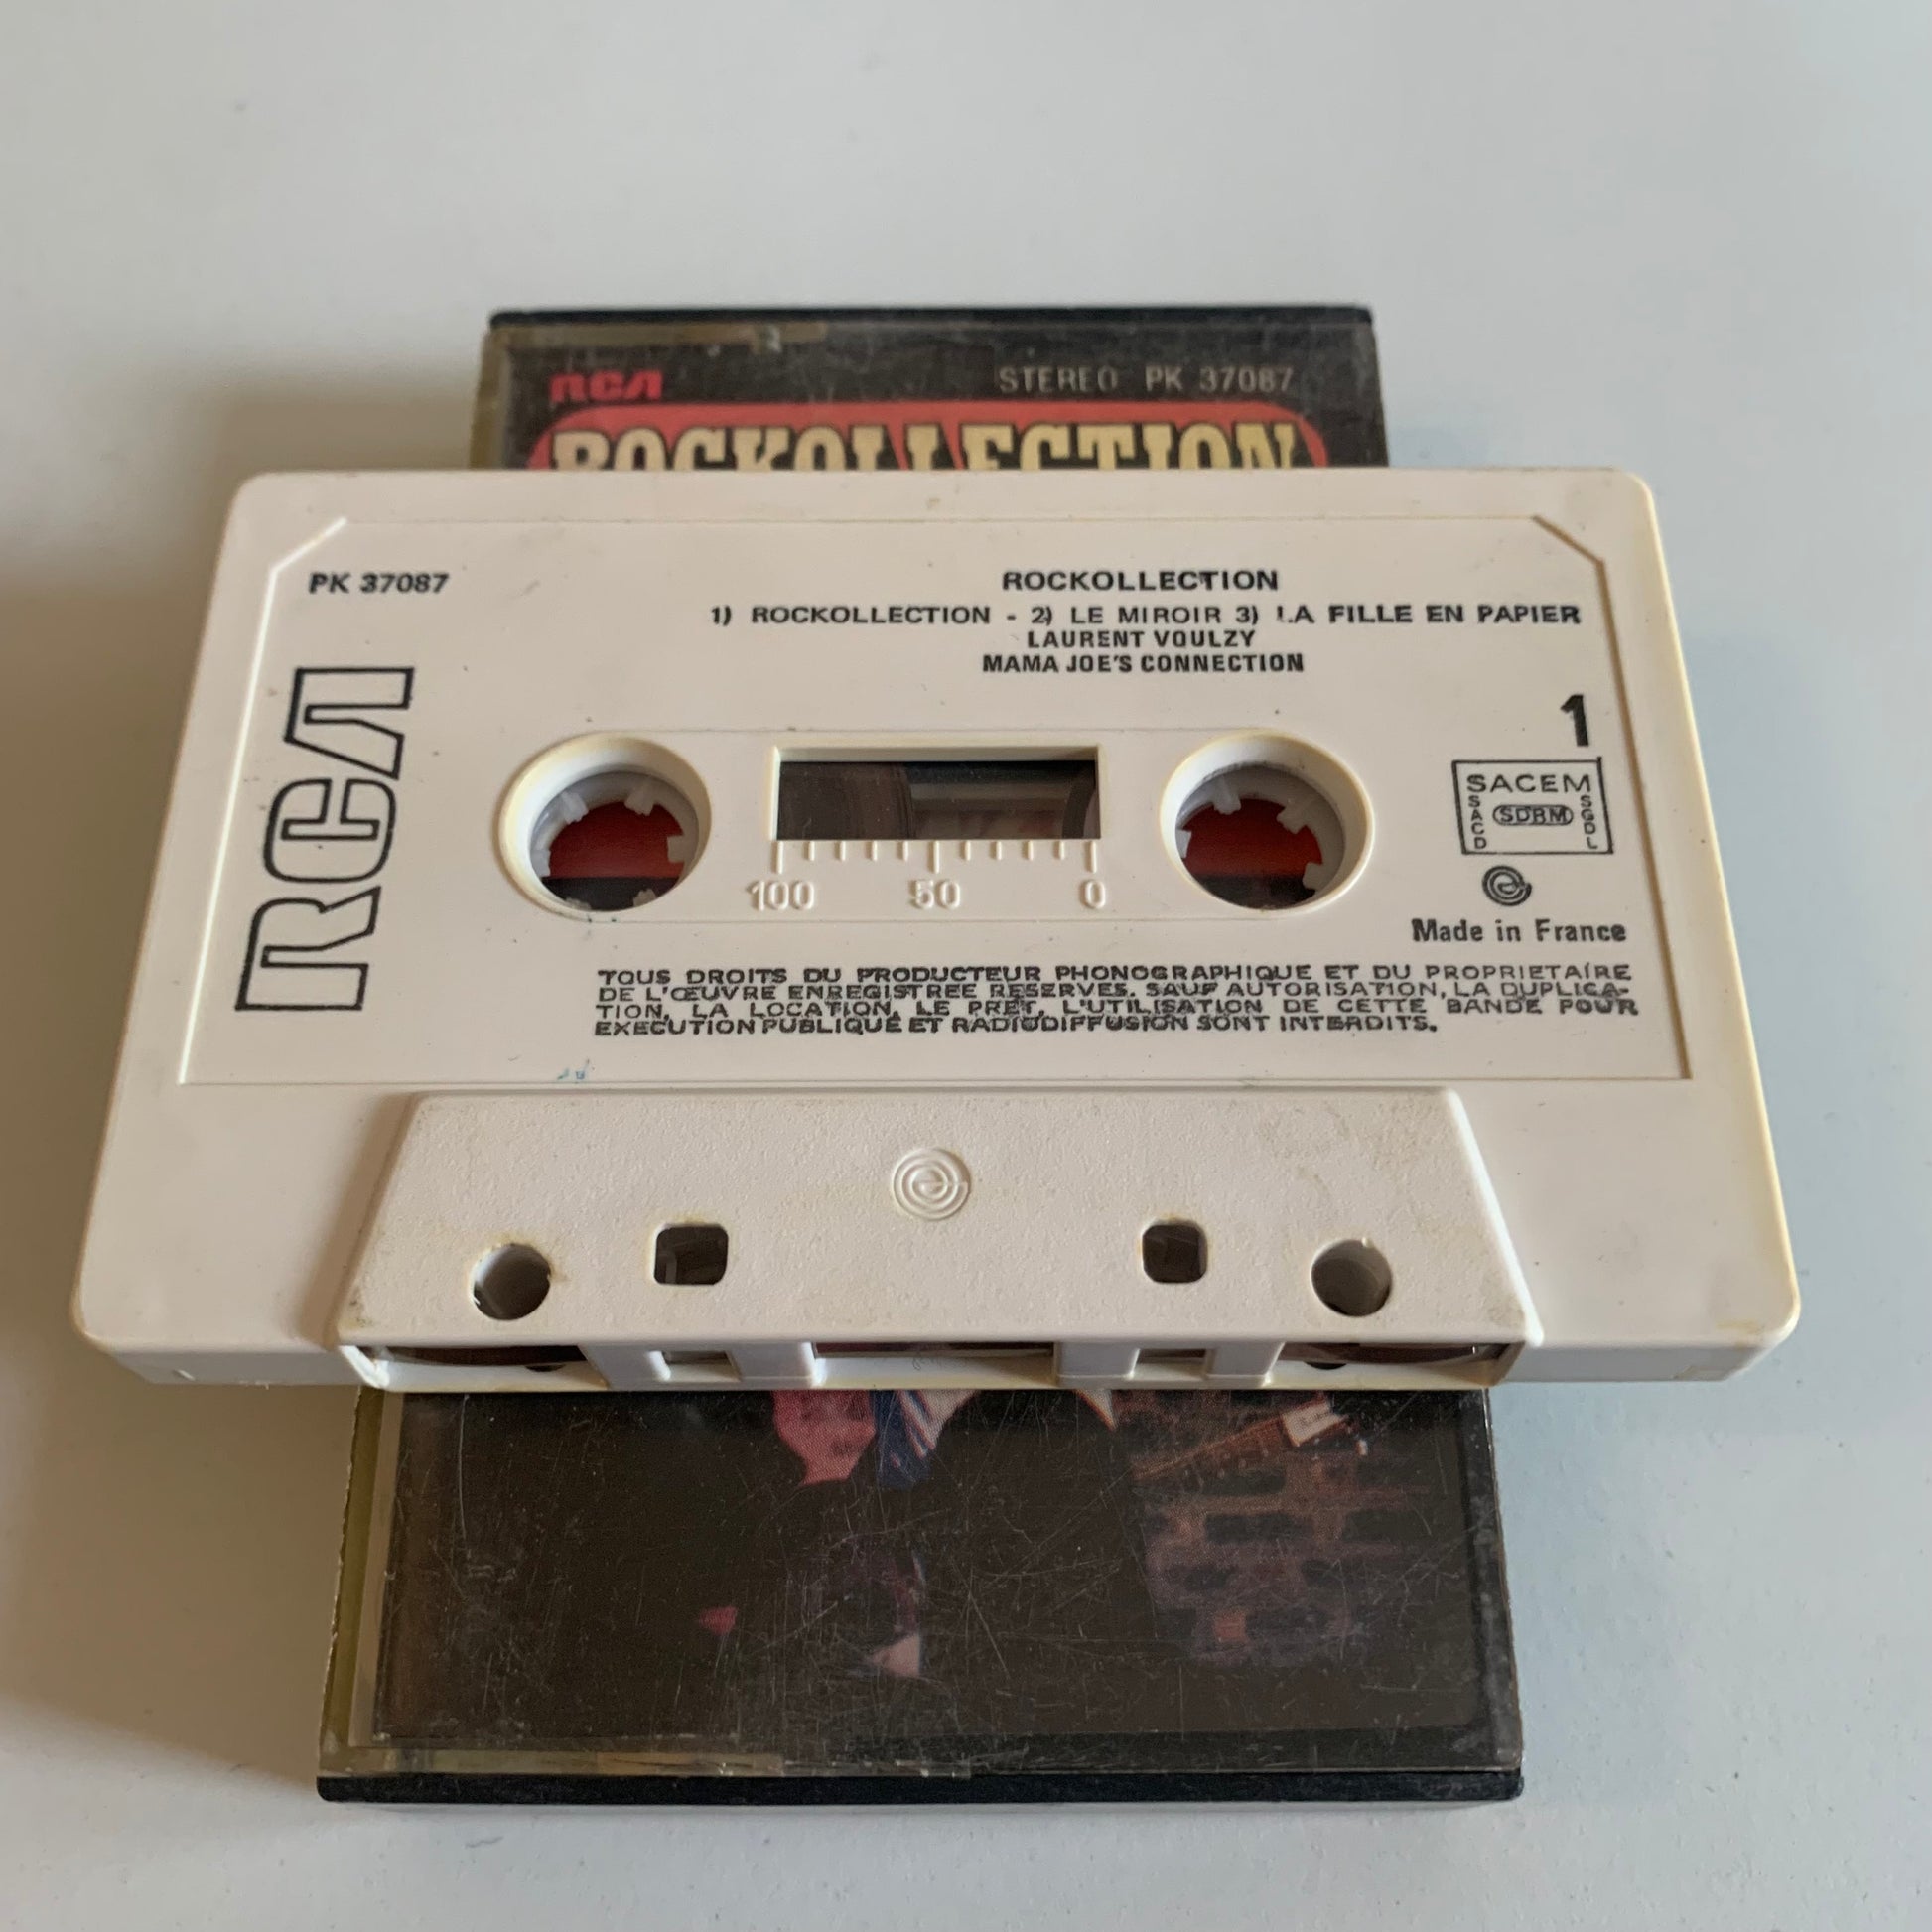 RCA STEREO PK 37087
ROCKOLLECTION
PK 37087
ROCKOLLECTION
1) ROCKOLLECTION - 2) LE MIROIR 3) LA FILLE EN PAPIER
LAURENT VOULZY
MAMA JOE'S CONNECTION
RCA
1
SACEM
SACD SDRM SGDL
Made in France
100 50 0
TOUS DROITS DU PRODUCTEUR PHONOGRAPHIQUE ET DU PROPRIETAIRE
DE L'ŒUVRE ENREGISTREE RESERVES. SAUF AUTORISATION, LA DUPLICA-
TION, LA LOCATION, LE PRET, L'UTILISATION DE CETTE BANDE POUR
EXECUTION PUBLIQUE ET RADIODIFFUSION SONT INTERDITS.